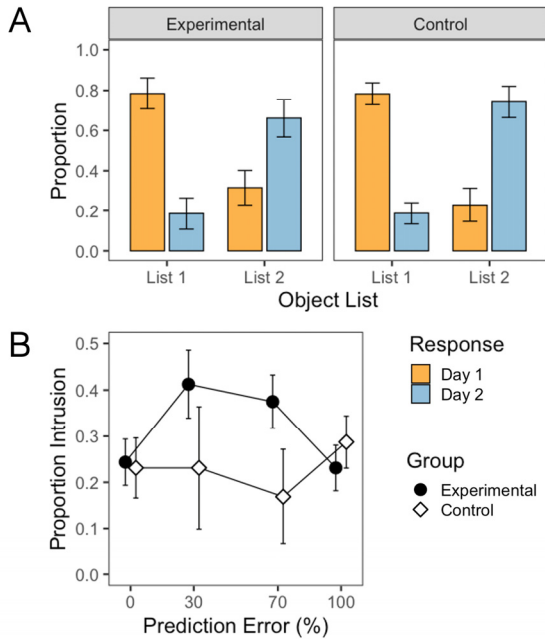 A
Experimental
Control
1.0
0.8
0.6
0.4
0.2
0.0
Proportion
List 1
List 2
List 1
List 2
Object List
B
0.5
0.4
0.3
0.2
0.1
0.0
Proportion Intrusion
0
30
70
100
Prediction Error (%)
Response
Day 1
Day 2
Group
Experimental
Control